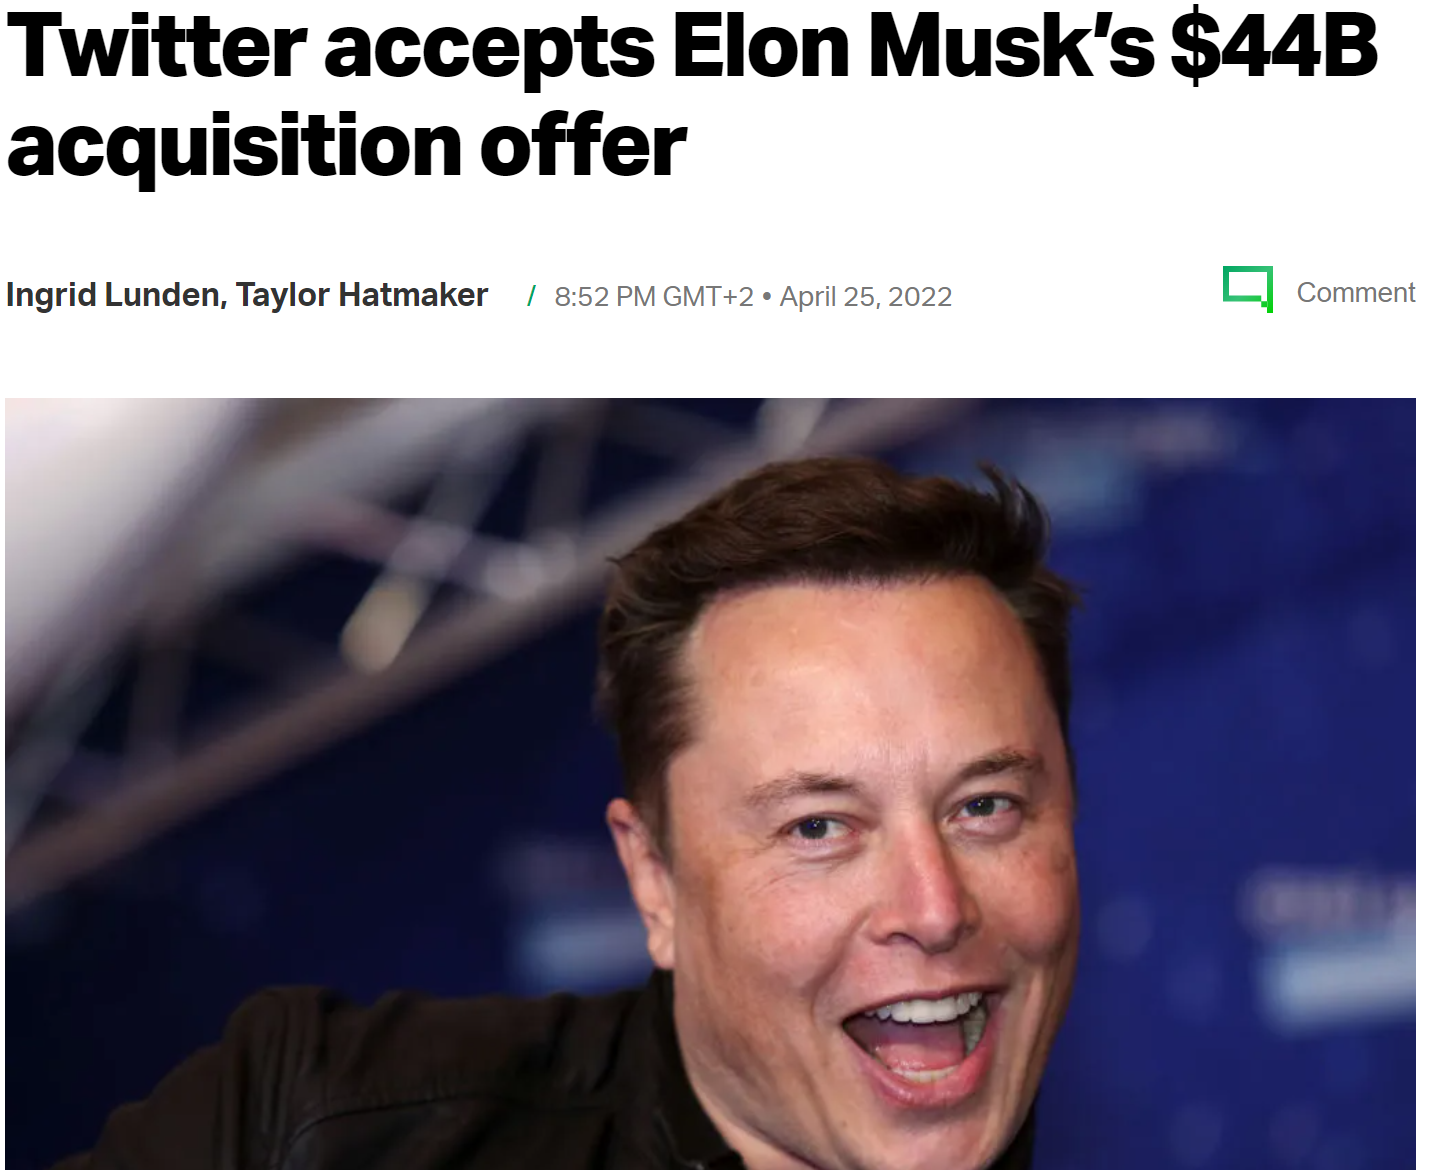 Twitter accepts Elon Musk’s $44B
acquisition offer
Ingrid Lunden, Taylor Hatmaker / 8:52 PM GMT+2 • April 25, 2022 Comment